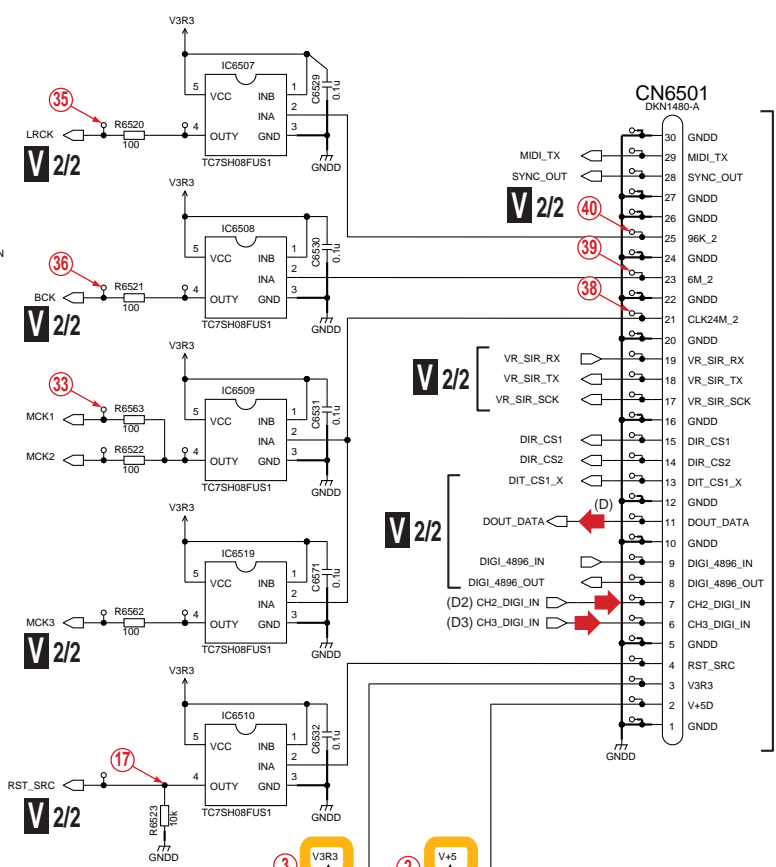 V3R3
IC6507
5 VCC INB 1
INA 2
LRCK 35 R6520 100 4 OUTY GND 3
C6529 0.1u
TC7SH08FUS1
GNDD
V 2/2
V3R3
IC6508
5 VCC INB 1
INA 2
BCK 36 R6521 100 4 OUTY GND 3
C6530 0.1u
TC7SH08FUS1
GNDD
V 2/2
N
V3R3
IC6509
5 VCC INB 1
INA 2
MCK1 33 R6563 100
MCK2 R6522 100 4 OUTY GND 3
C6531 0.1u
TC7SH08FUS1
GNDD
V3R3
IC6519
5 VCC INB 1
INA 2
MCK3 R6562 100 4 OUTY GND 3
C6571 0.1u
TC7SH08FUS1
GNDD
V 2/2
V3R3
IC6510
5 VCC INB 1
INA 2
RST_SRC 17 4 OUTY GND 3
C6532 0.1u
TC7SH08FUS1
GNDD
R6523 10k
GNDD
V 2/2
CN6501
DKN1480-A
30 GNDD
MIDI_TX 29 MIDI_TX
SYNC_OUT 28 SYNC_OUT
V 2/2
27 GNDD
26 GNDD
40 25 96K_2
24 GNDD
39 23 6M_2
22 GNDD
38 21 CLK24M_2
20 GNDD
V 2/2
VR_SIR_RX 19 VR_SIR_RX
VR_SIR_TX 18 VR_SIR_TX
VR_SIR_SCK 17 VR_SIR_SCK
16 GNDD
DIR_CS1 15 DIR_CS1
DIR_CS2 14 DIR_CS2
DIT_CS1_X 13 DIT_CS1_X
12 GNDD
V 2/2
DOUT_DATA (D) 11 DOUT_DATA
10 GNDD
DIGI_4896_IN 9 DIGI_4896_IN
DIGI_4896_OUT 8 DIGI_4896_OUT
(D2) CH2_DIGI_IN 7 CH2_DIGI_IN
(D3) CH3_DIGI_IN 6 CH3_DIGI_IN
5 GNDD
4 RST_SRC
3 V3R3
2 V+5D
1 GNDD
GNDD
3 V3R3
2 V+5